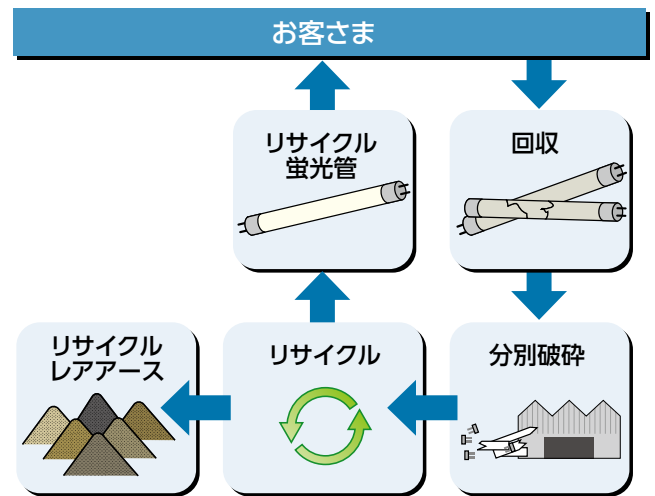 お客さま
リサイクル
蛍光管
回収
リサイクル
レアアース
リサイクル
分別破砕